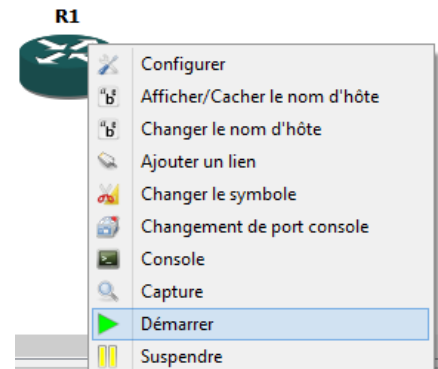 R1
Configurer
Afficher/Cacher le nom d'hôte
Changer le nom d'hôte
Ajouter un lien
Changer le symbole
Changement de port console
Console
Capture
Démarrer
Suspendre